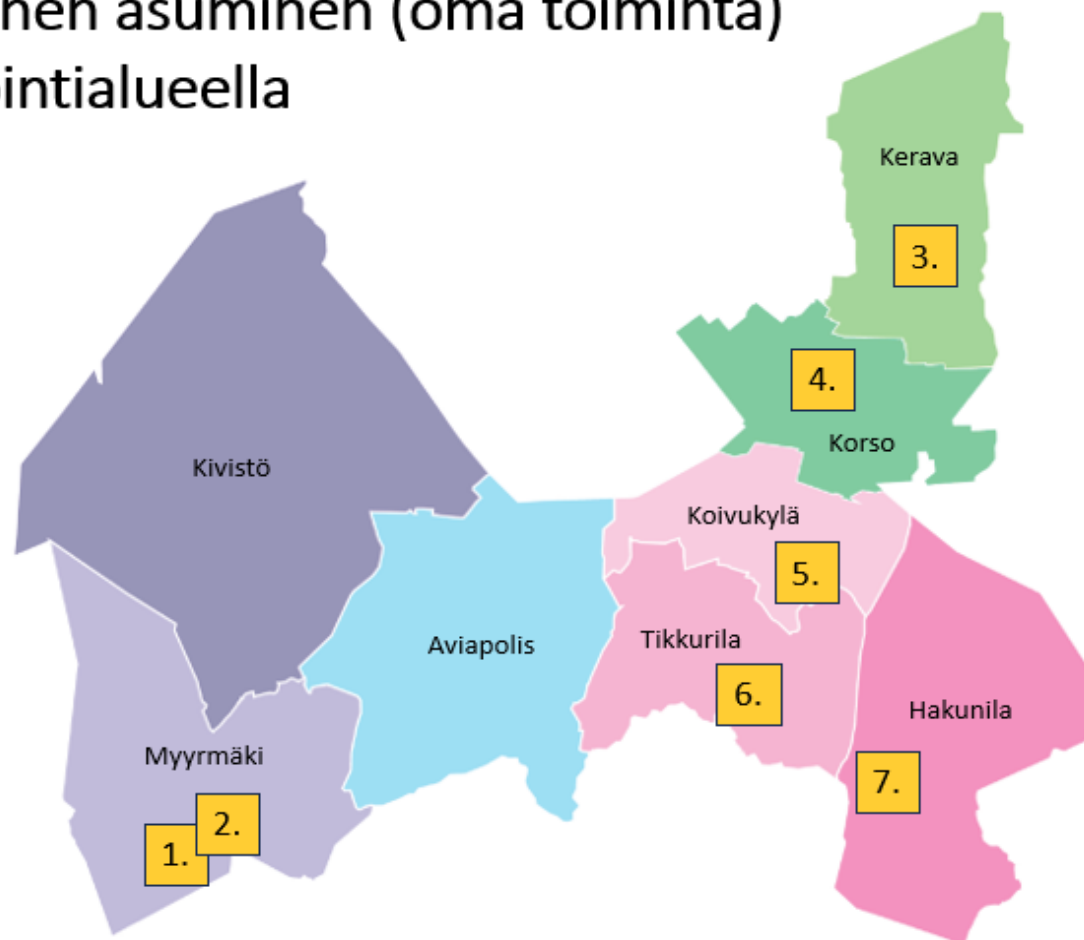 nen asuminen (oma toiminta)
intialueella
Kerava
3.
4.
Korso
Kivistö
Koivukylä
5.
Aviapolis
Tikkurila
6.
Hakunila
Myyrmäki
7.
2.
1.